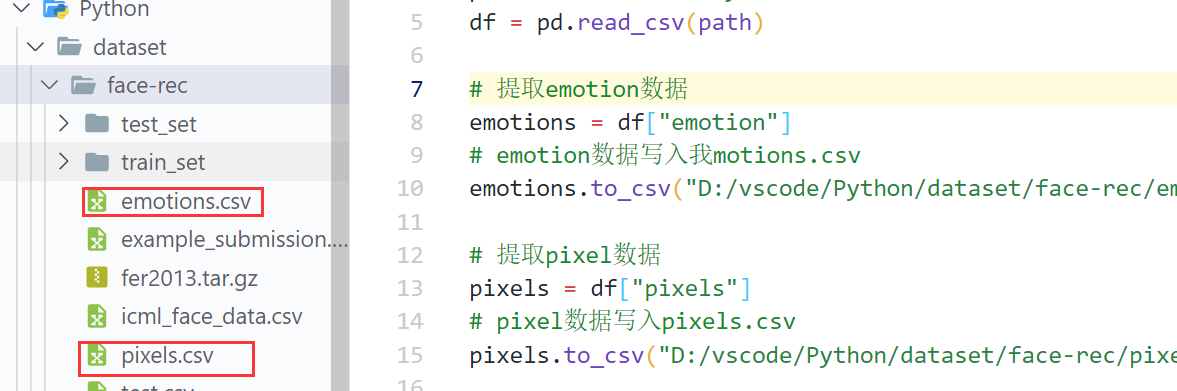 Python
dataset
face-rec
test_set
train_set
emotions.csv
example_submission....
fer2013.tar.gz
icml_face_data.csv
pixels.csv
test.csv
5 df = pd.read_csv(path)
6
7 # 提取emotion数据
8 emotions = df["emotion"]
9 # emotion数据写入我motions.csv
10 emotions.to_csv("D:/vscode/Python/dataset/face-rec/em
11
12 # 提取pixel数据
13 pixels = df["pixels"]
14 # pixel数据写入pixels.csv
15 pixels.to_csv("D:/vscode/Python/dataset/face-rec/pixe
16